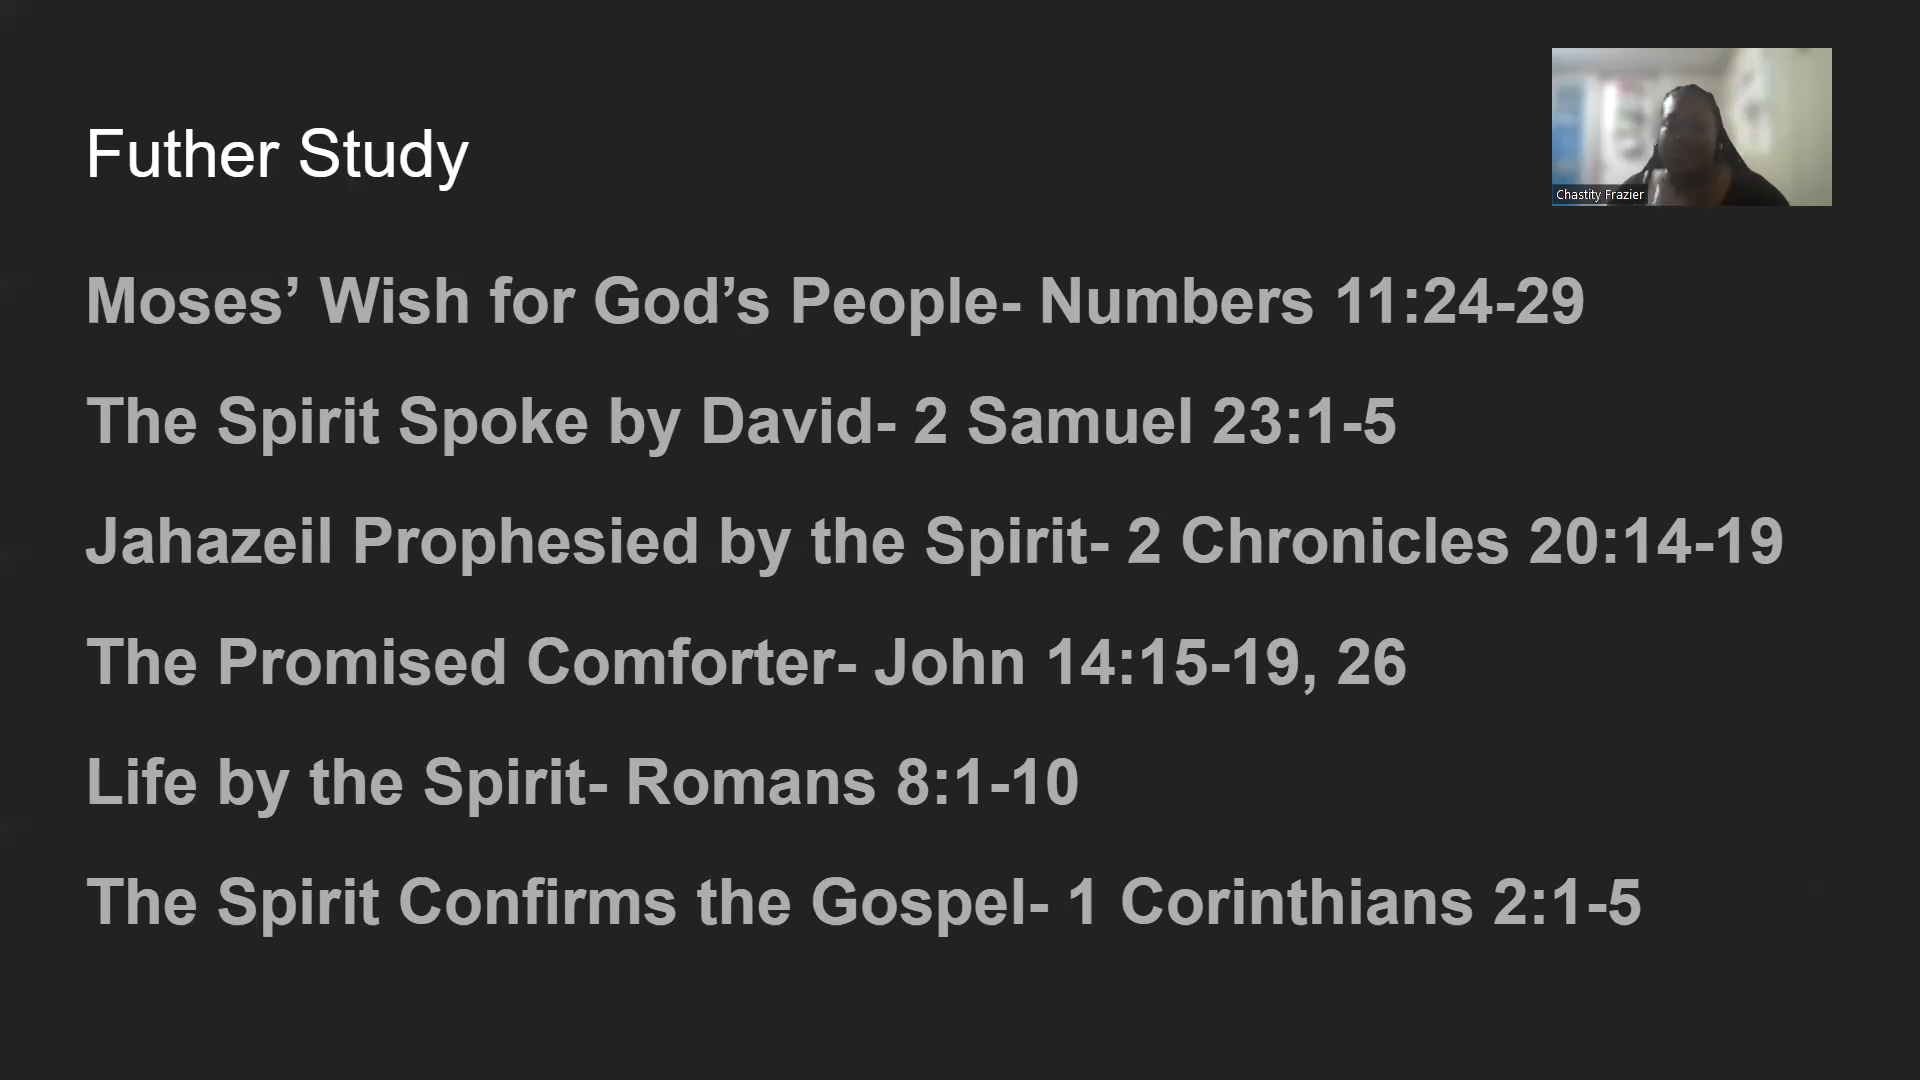 Futher Study
Chastity Frazier
Moses’ Wish for God’s People- Numbers 11:24-29
The Spirit Spoke by David- 2 Samuel 23:1-5
Jahazeil Prophesied by the Spirit- 2 Chronicles 20:14-19
The Promised Comforter- John 14:15-19, 26
Life by the Spirit- Romans 8:1-10
The Spirit Confirms the Gospel- 1 Corinthians 2:1-5